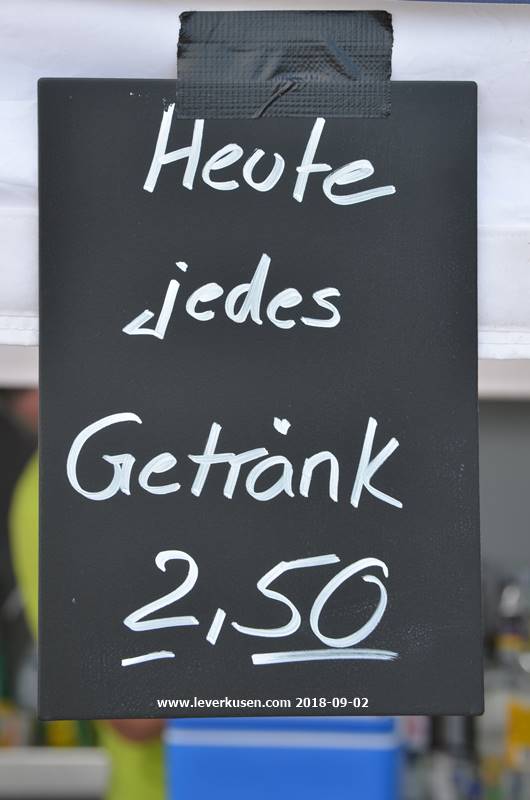 Heute
jedes
Getränk
2,50
www.leverkusen.com 2018-09-02